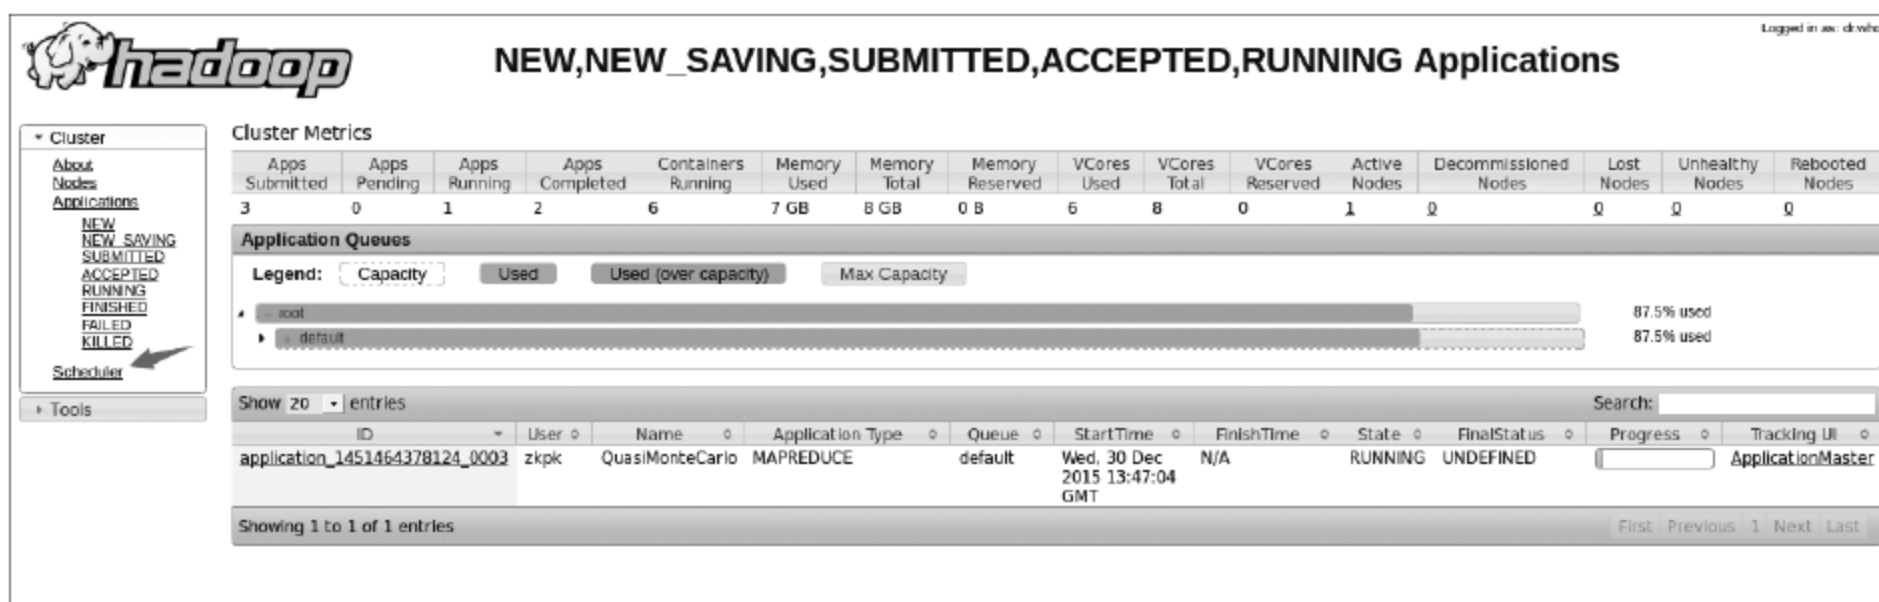 Logged in as: dr.who
hadoop
NEW,NEW_SAVING,SUBMITTED,ACCEPTED,RUNNING Applications
Cluster
About
Nodes
Applications
NEW
NEW_SAVING
SUBMITTED
ACCEPTED
RUNNING
FINISHED
FAILED
KILLED
Scheduler
Tools
Cluster Metrics
Apps Apps Apps Apps Containers Memory Memory Memory VCores VCores VCores Active Decommissioned Lost Unhealthy Rebooted
Submitted Pending Running Completed Running Used Total Reserved Used Total Reserved Nodes Nodes Nodes Nodes Nodes
3 0 1 2 6 7 GB 8 GB 0 B 6 8 0 1 0 0 0 0
Application Queues
Legend: Capacity Used Used (over capacity) Max Capacity
root 87.5% used
default 87.5% used
Show 20 entries Search:
ID User Name Application Type Queue StartTime FinishTime State FinalStatus Progress Tracking UI
application_1451464378124_0003 zkpk QuasiMonteCarlo MAPREDUCE default Wed, 30 Dec N/A RUNNING UNDEFINED ApplicationMaster
2015 13:47:04
GMT
Showing 1 to 1 of 1 entries First Previous 1 Next Last